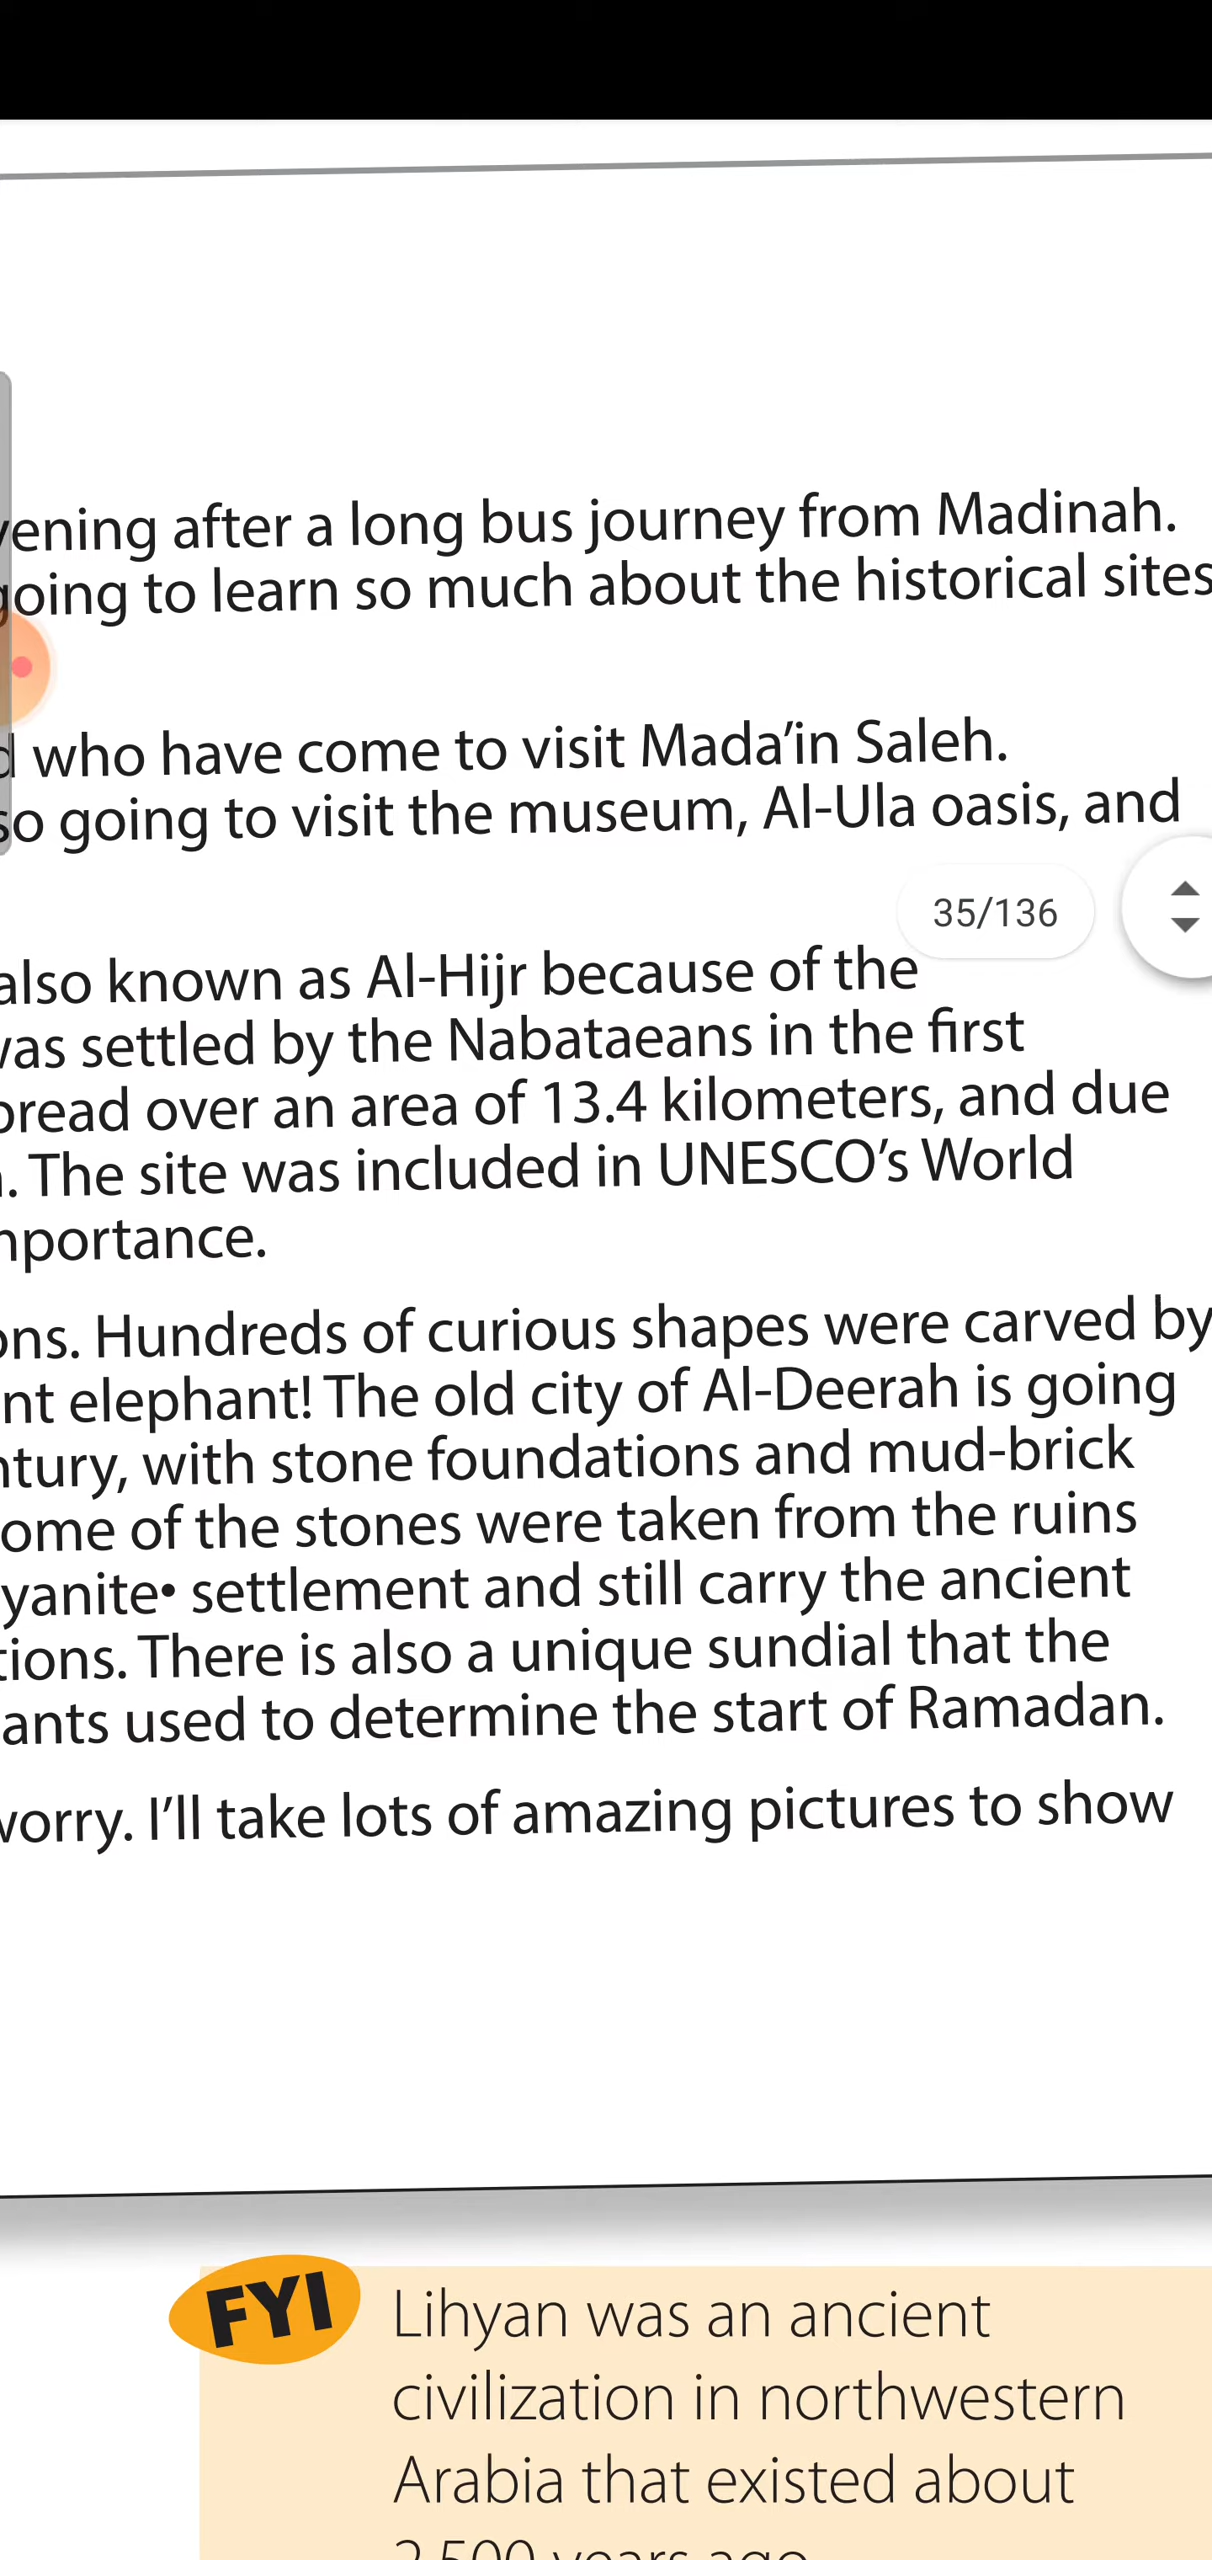 evening after a long bus journey from Madinah.
going to learn so much about the historical sites
who have come to visit Mada’in Saleh.
so going to visit the museum, Al-Ula oasis, and
35/136
also known as Al-Hijr because of the
was settled by the Nabataeans in the first
pread over an area of 13.4 kilometers, and due
. The site was included in UNESCO’s World
mportance.
ons. Hundreds of curious shapes were carved by
nt elephant! The old city of Al-Deerah is going
ntury, with stone foundations and mud-brick
ome of the stones were taken from the ruins
yanite• settlement and still carry the ancient
tions. There is also a unique sundial that the
ants used to determine the start of Ramadan.
worry. I’ll take lots of amazing pictures to show
FYI
Lihyan was an ancient
civilization in northwestern
Arabia that existed about
2,500 years ago.